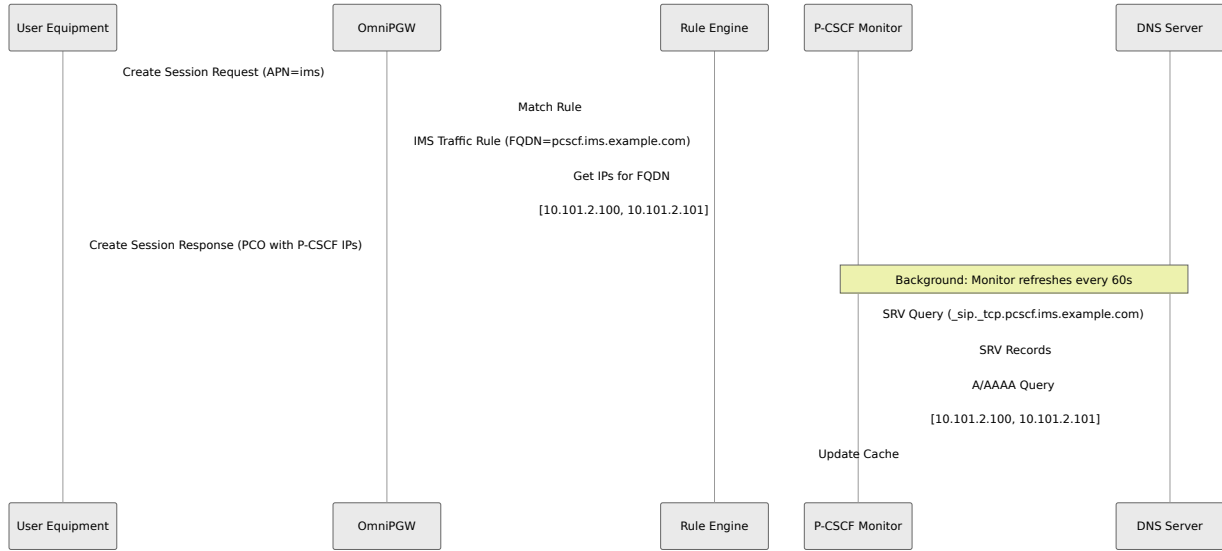 User Equipment
OmniPGW
Rule Engine
P-CSCF Monitor
DNS Server
Create Session Request (APN=ims)
Match Rule
IMS Traffic Rule (FQDN=pcscf.ims.example.com)
Get IPs for FQDN
[10.101.2.100, 10.101.2.101]
Create Session Response (PCO with P-CSCF IPs)
Background: Monitor refreshes every 60s
SRV Query (_sip._tcp.pcscf.ims.example.com)
SRV Records
A/AAAA Query
[10.101.2.100, 10.101.2.101]
Update Cache
User Equipment
OmniPGW
Rule Engine
P-CSCF Monitor
DNS Server